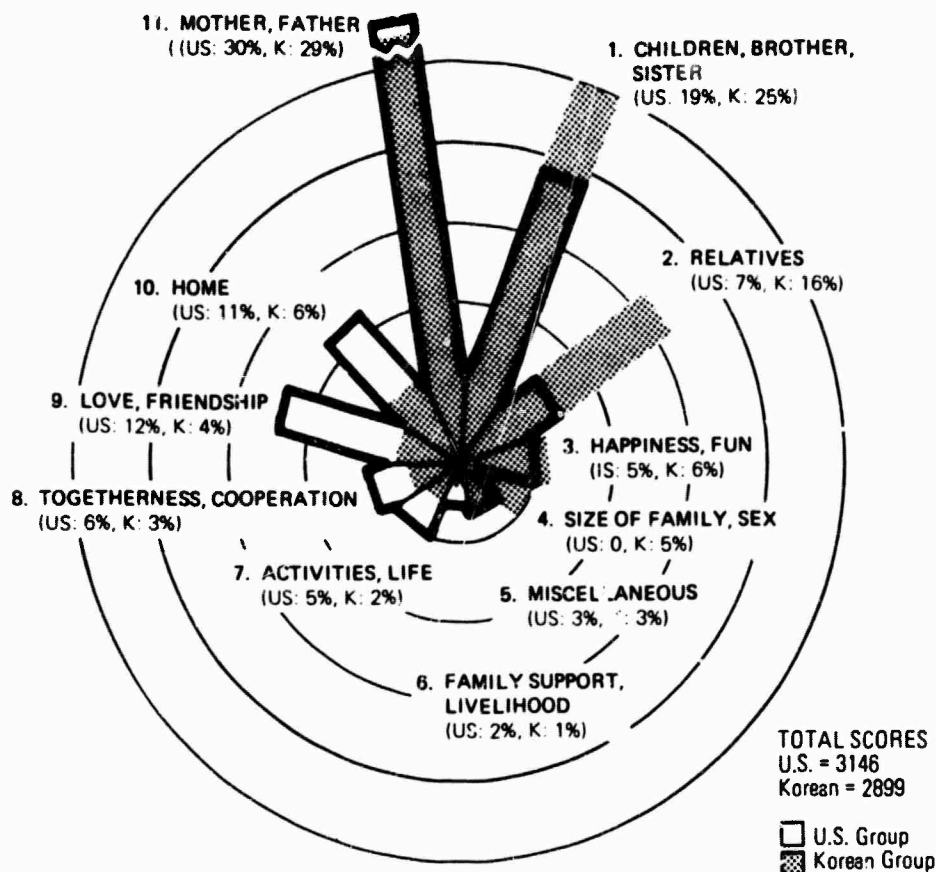 11. MOTHER, FATHER
((US: 30%, K: 29%)
1. CHILDREN, BROTHER,
SISTER
(US. 19%, K: 25%)
2. RELATIVES
(US: 7%, K: 16%)
10. HOME
(US: 11%, K: 6%)
9. LOVE, FRIENDSHIP
(US: 12%, K: 4%)
3. HAPPINESS, FUN
(IS: 5%, K: 6%)
8. TOGETHERNESS, COOPERATION
(US: 6%, K: 3%)
4. SIZE OF FAMILY, SEX
(US: 0, K: 5%)
7. ACTIVITIES, LIFE
(US: 5%, K: 2%)
5. MISCELLANEOUS
(US: 3%, : 3%)
6. FAMILY SUPPORT,
LIVELIHOOD
(US: 2%, K: 1%)
TOTAL SCORES
U.S. = 3146
Korean = 2899
U.S. Group
Korean Group